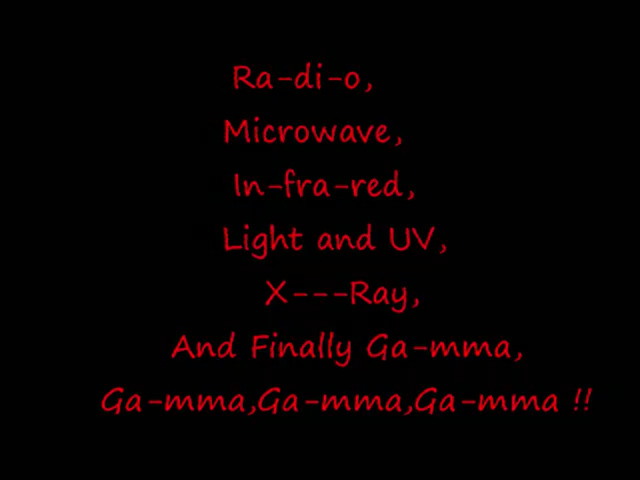 Ra-di-o,
Microwave,
In-fra-red,
Light and UV,
X---Ray,
And Finally Ga-mma,
Ga-mma,Ga-mma,Ga-mma !!